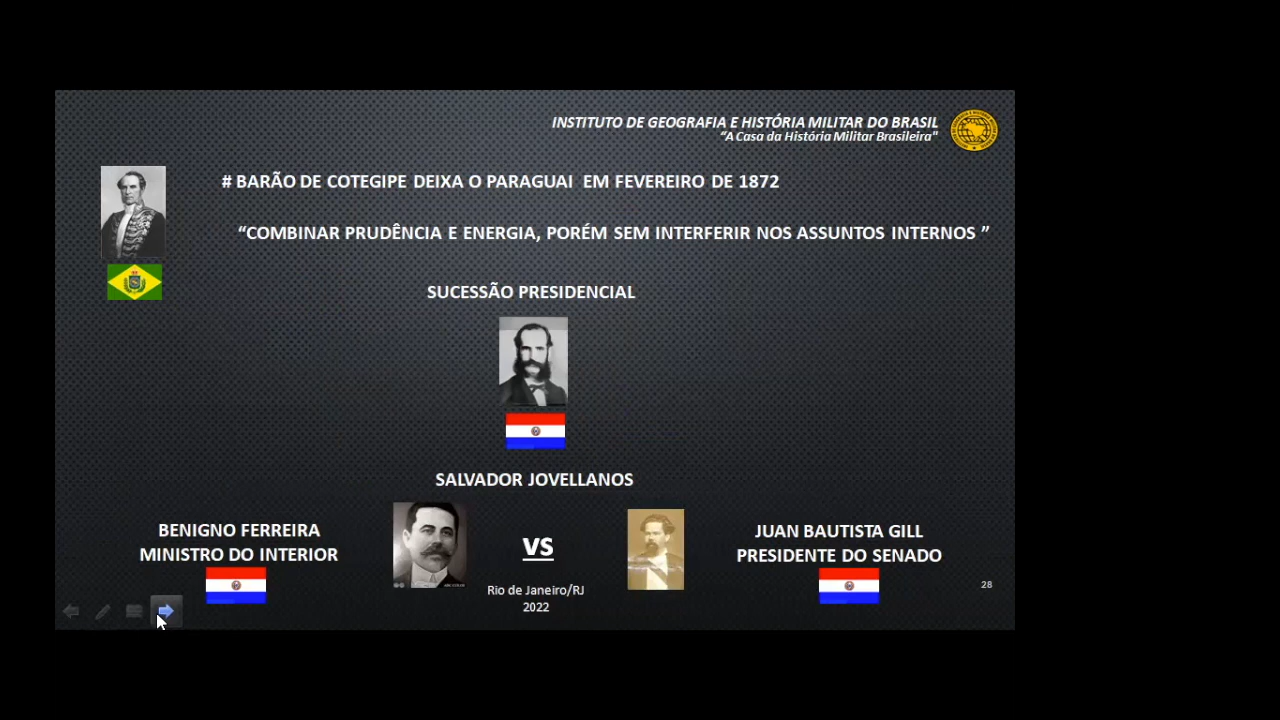 INSTITUTO DE GEOGRAFIA E HISTÓRIA MILITAR DO BRASIL
“A Casa da História Militar Brasileira"
# BARÃO DE COTEGIPE DEIXA O PARAGUAI EM FEVEREIRO DE 1872
“COMBINAR PRUDÊNCIA E ENERGIA, PORÉM SEM INTERFERIR NOS ASSUNTOS INTERNOS ”
SUCESSÃO PRESIDENCIAL
SALVADOR JOVELLANOS
BENIGNO FERREIRA
MINISTRO DO INTERIOR
VS
JUAN BAUTISTA GILL
PRESIDENTE DO SENADO
Rio de Janeiro/RJ
2022
28